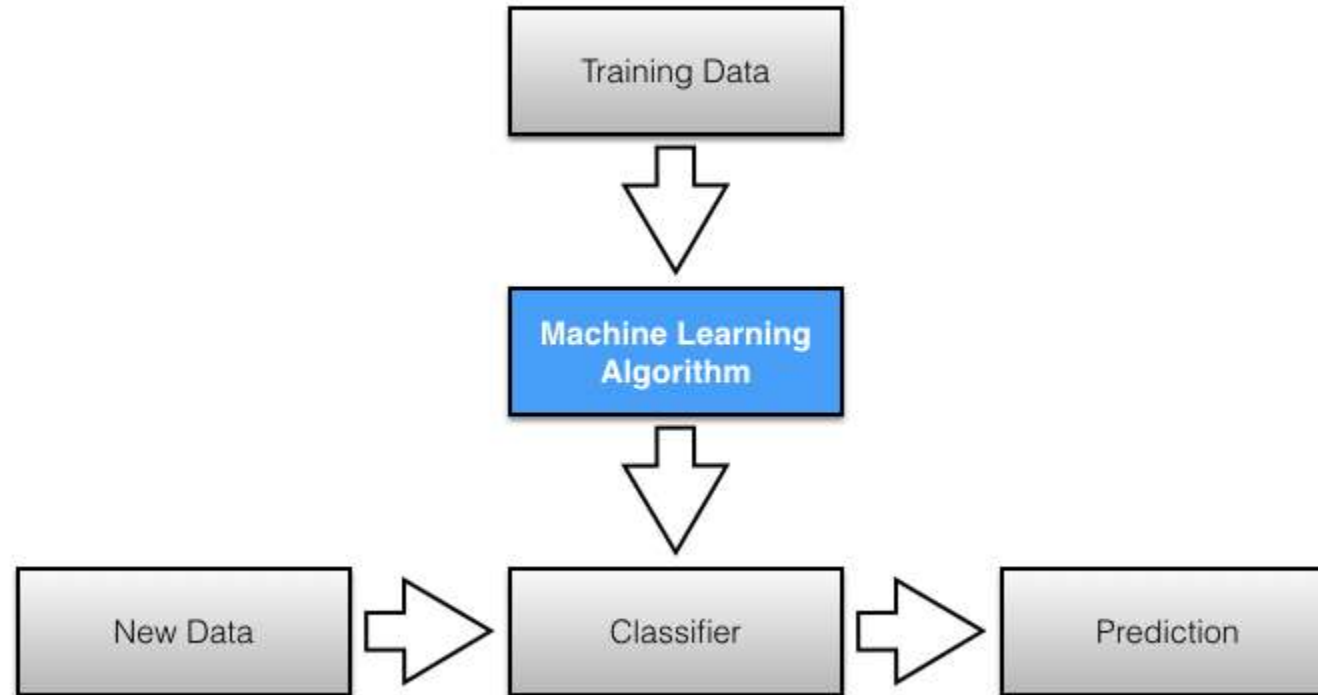 Training Data
Machine Learning
Algorithm
New Data
Classifier
Prediction